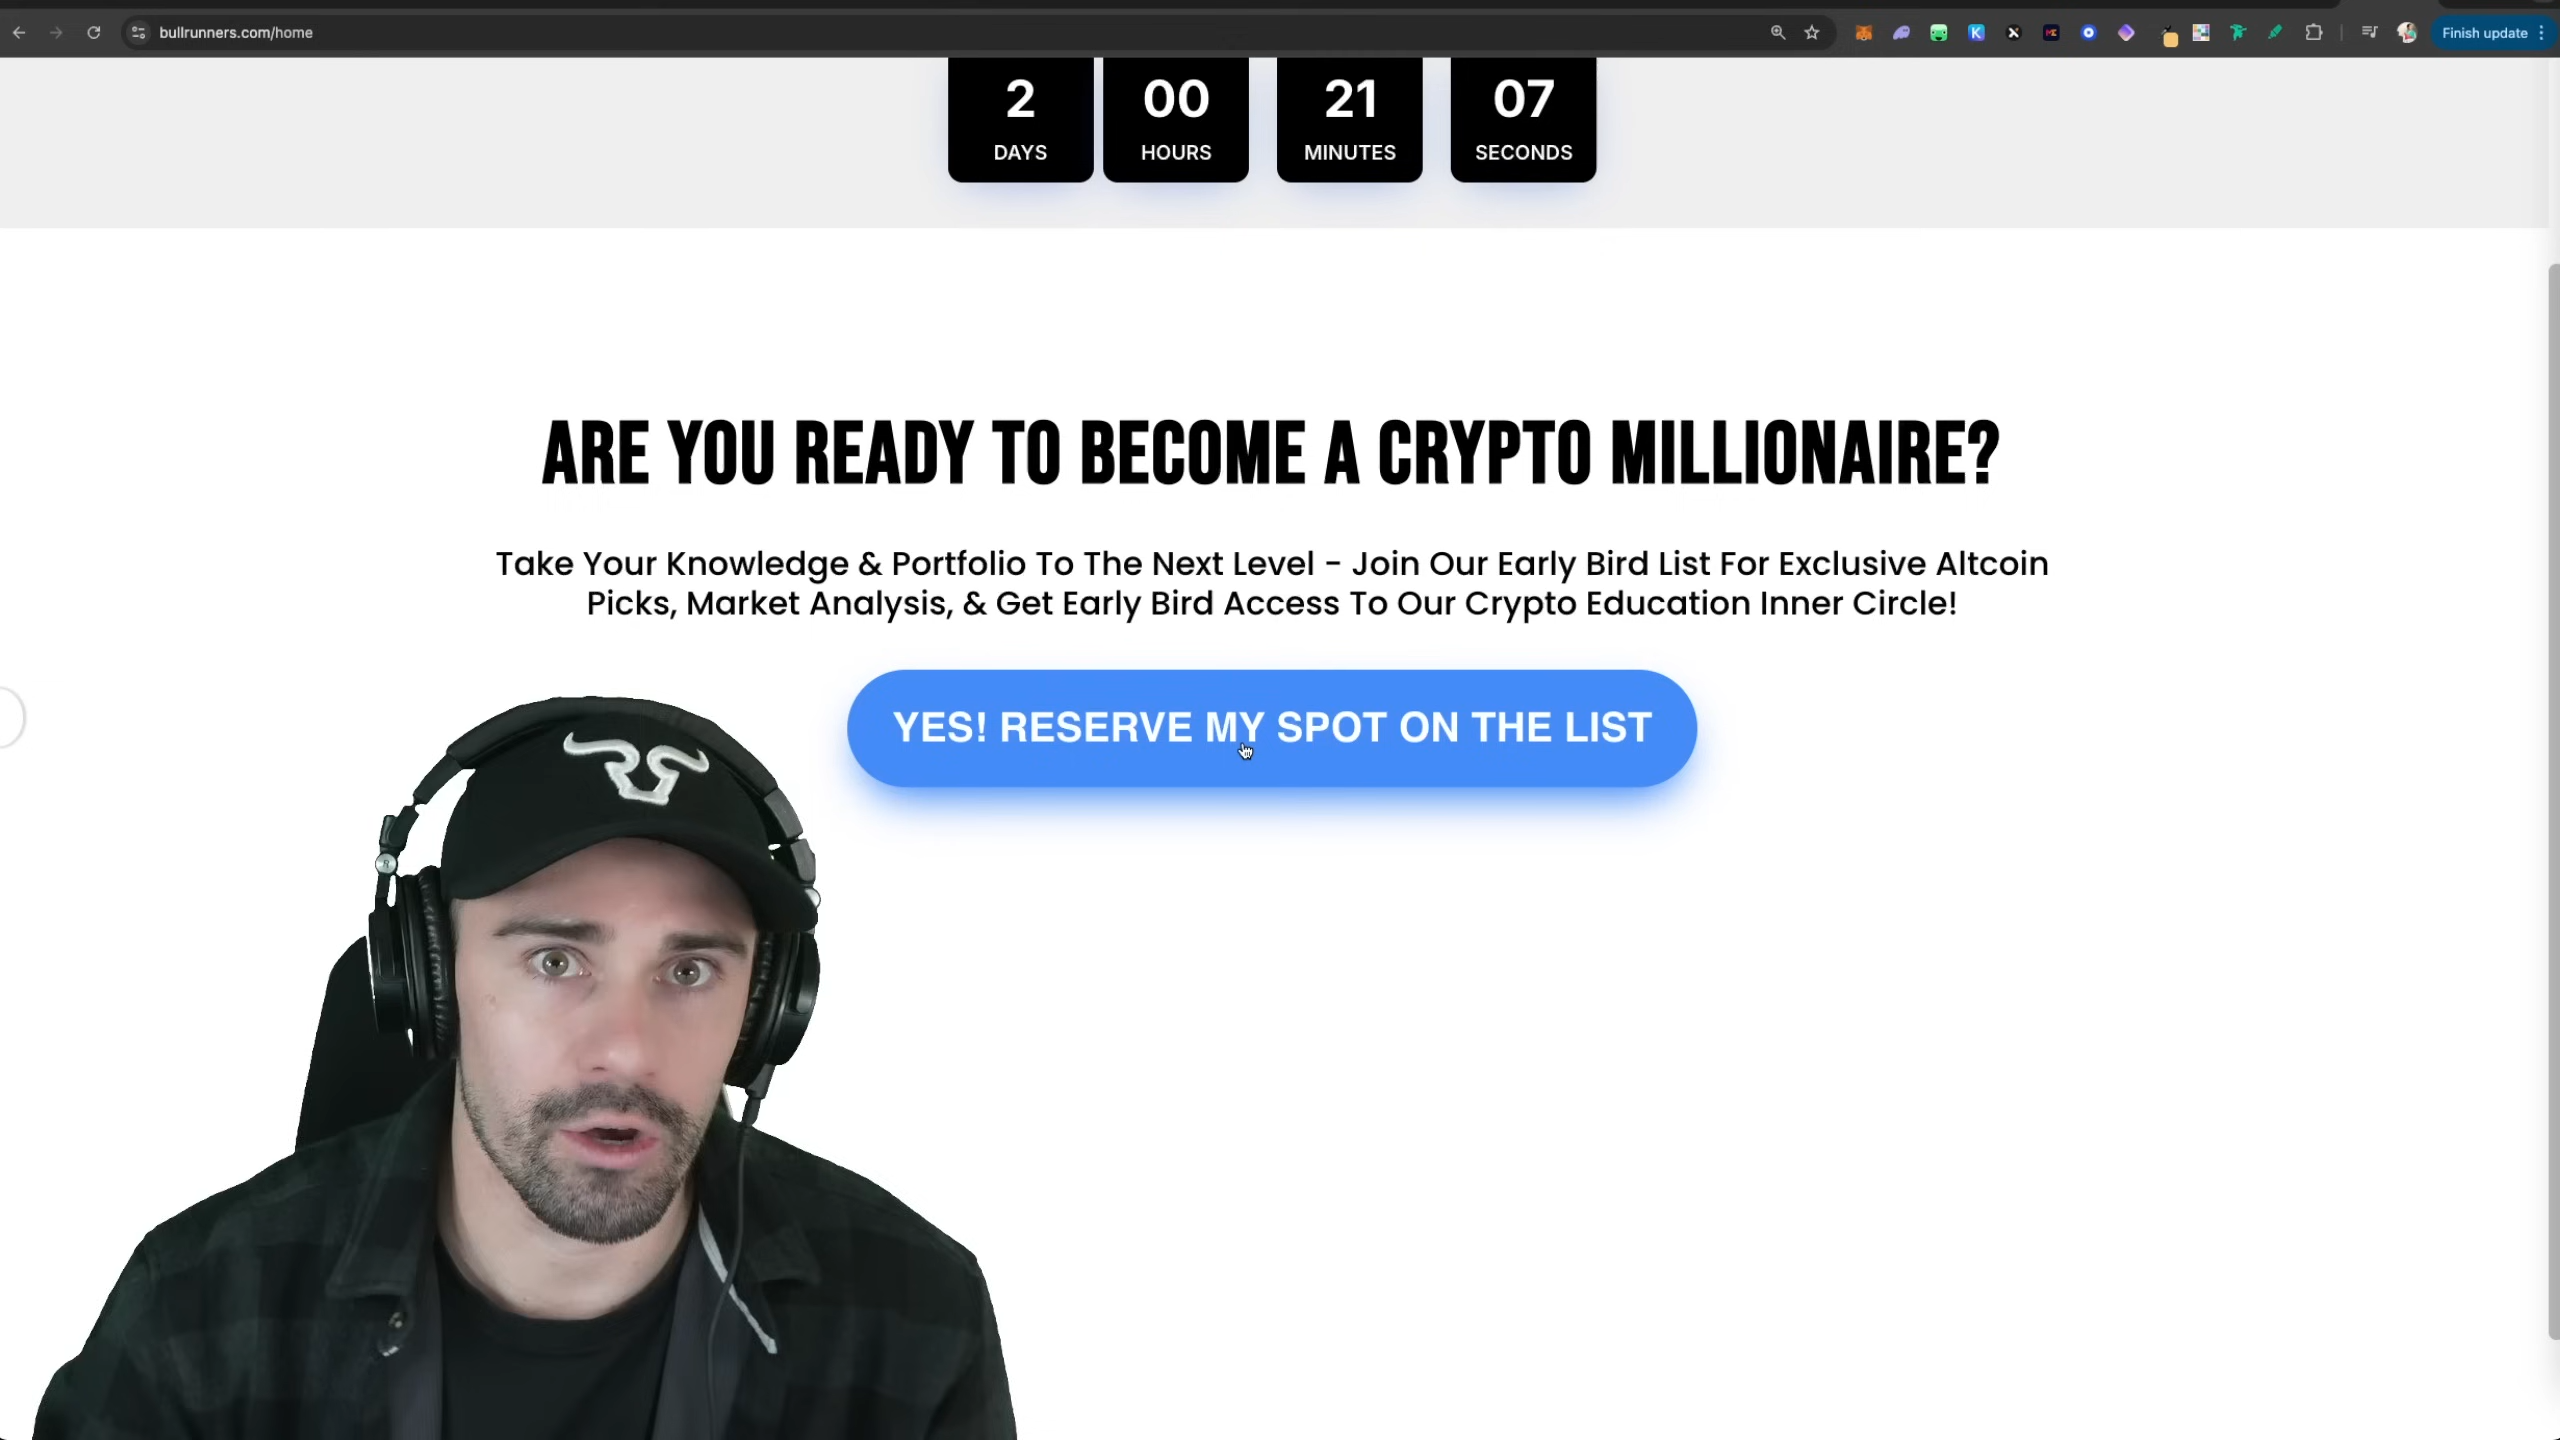 bullrunners.com/home
Finish update
2 00 21 07
DAYS HOURS MINUTES SECONDS
ARE YOU READY TO BECOME A CRYPTO MILLIONAIRE?
Take Your Knowledge & Portfolio To The Next Level - Join Our Early Bird List For Exclusive Altcoin
Picks, Market Analysis, & Get Early Bird Access To Our Crypto Education Inner Circle!
YES! RESERVE MY SPOT ON THE LIST